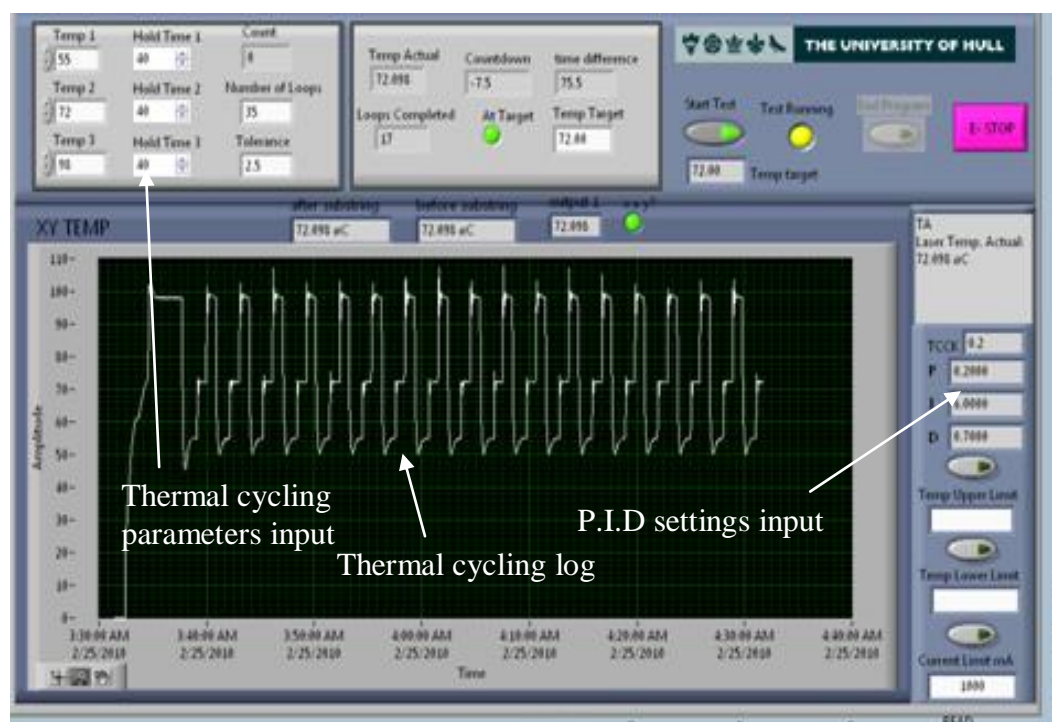 Temp 1 Hold Time 1 Count
55 40 0
Temp 2 Hold Time 2 Number of Loops
72 40 35
Temp 3 Hold Time 3 Tolerance
98 40 2.5
Temp Actual Countdown time difference
72.098 -7.5 75.5
Loops Completed At Target Temp Target
17 72.00
THE UNIVERSITY OF HULL
Start Test Test Running End Program
E- STOP
72.00 Temp target
after substring before substring output 1
72.098 œC 72.098 œC 72.098
XY TEMP
TA
Laser Temp. Actual:
72.098 œC
110-
100-
90-
80-
70-
60-
50-
40-
30-
20-
10-
0-
Amplitude
3:30:00 AM 3:40:00 AM 3:50:00 AM 4:00:00 AM 4:10:00 AM 4:20:00 AM 4:30:00 AM 4:40:00 AM
2/25/2010 2/25/2010 2/25/2010 2/25/2010 2/25/2010 2/25/2010 2/25/2010 2/25/2010
Time
Thermal cycling
parameters input
Thermal cycling log
P.I.D settings input
0.2
P 0.2000
I 6.0000
D 0.7000
Temp Upper Limit
Temp Lower Limit
Current Limit mA
1000